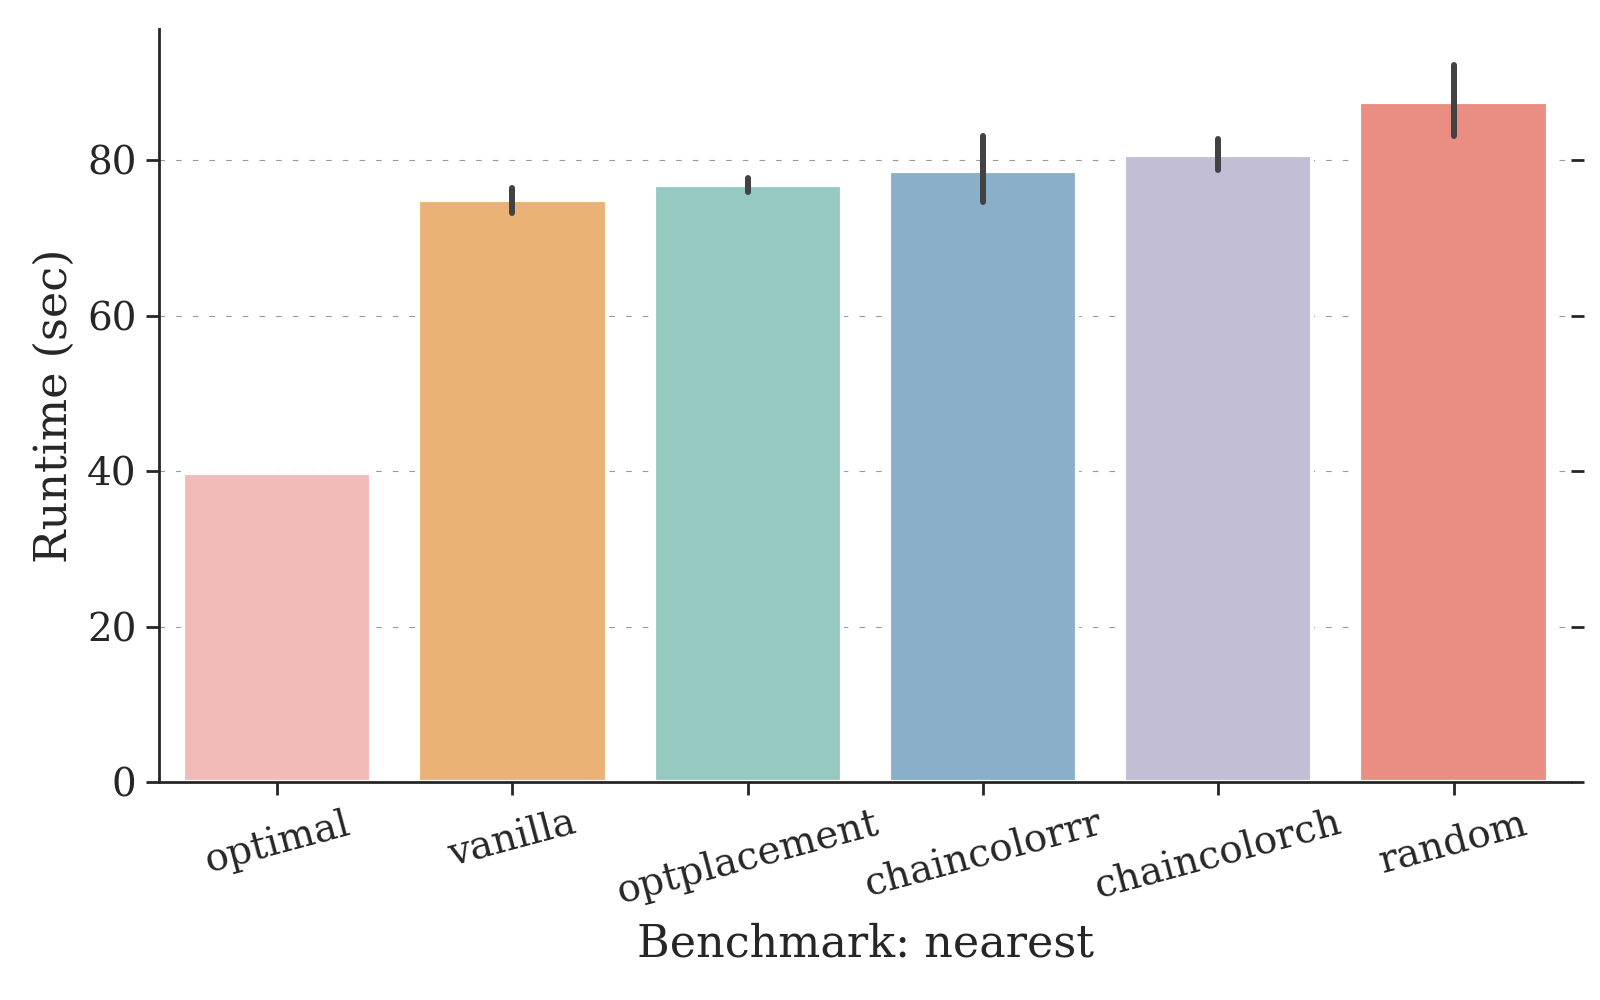 Runtime (sec)
80
60
40
20
0
optimal
vanilla
optplacement
chaincolorrr
chaincolorch
random
Benchmark: nearest